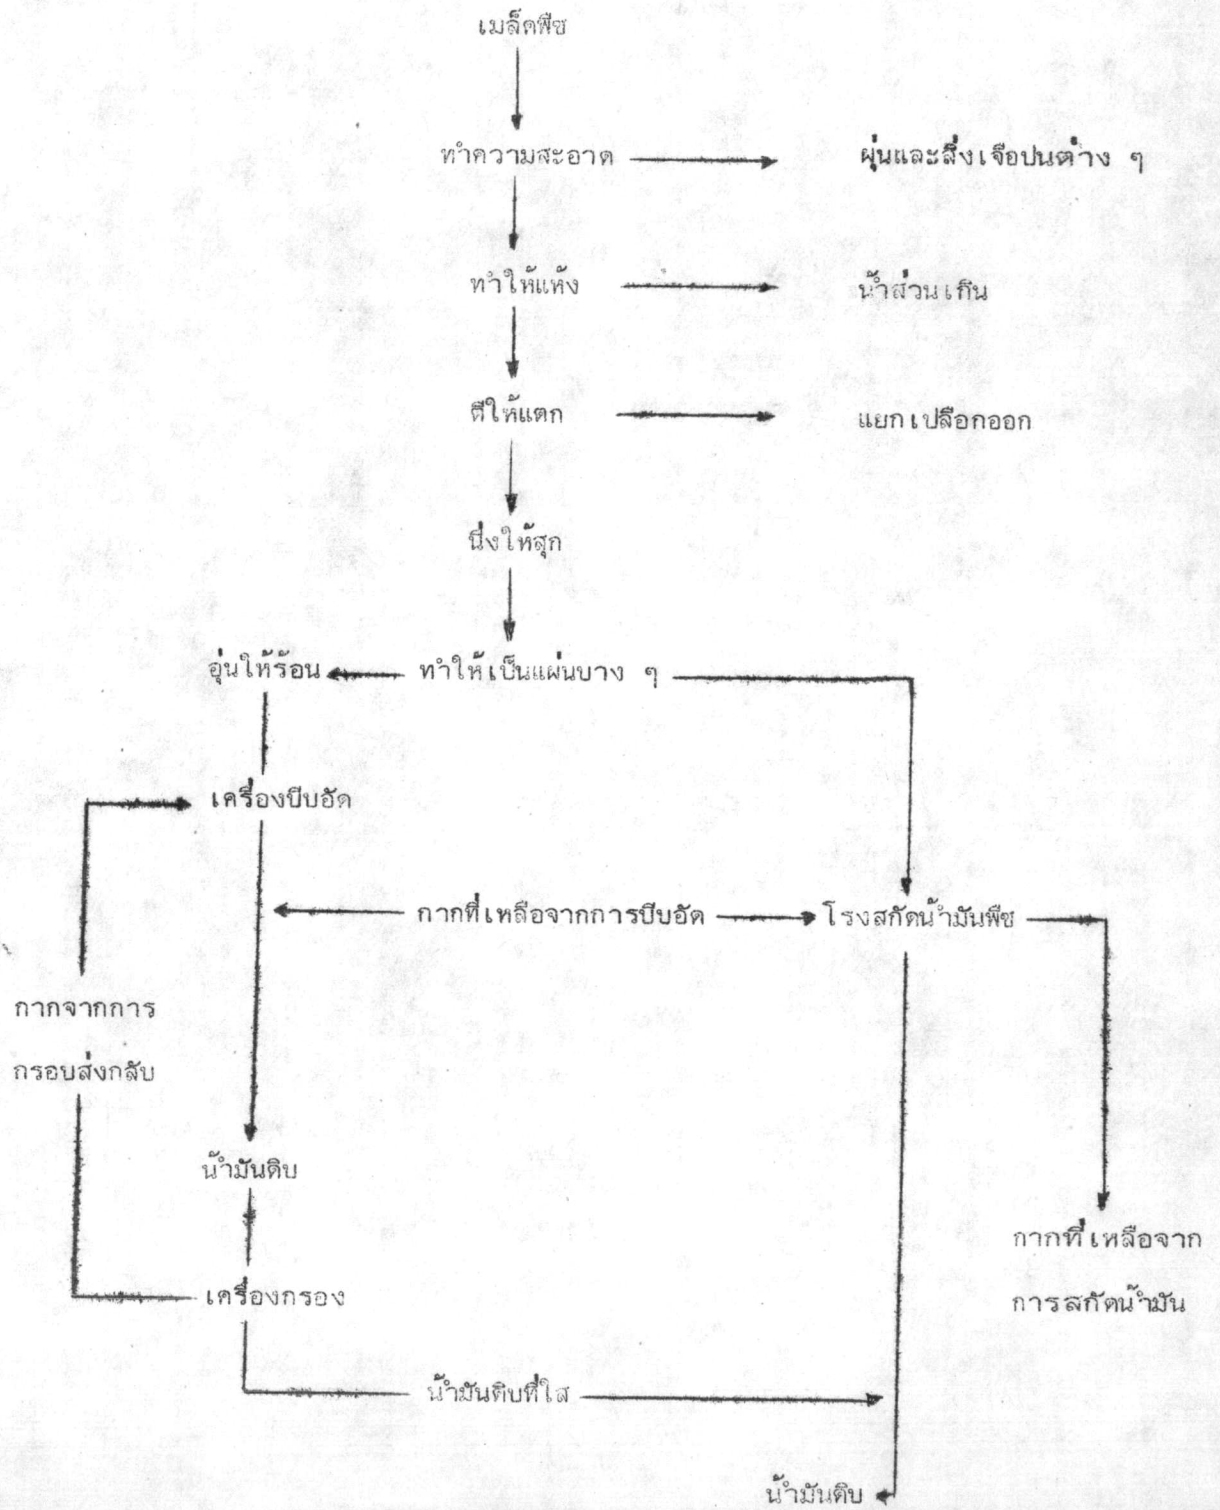 เมล็ดพืช
ทำความสะอาด
ผุ่นและสิ่งเจือปนต่าง ๆ
ทำให้แห้ง
น้ำส่วนเกิน
ตีให้แตก
แยกเปลือกออก
นึ่งให้สุก
อุ่นให้ร้อน
ทำให้เป็นแผ่นบาง ๆ
เครื่องบีบอัด
กากที่เหลือจากการบีบอัด
โรงสกัดน้ำมันพืช
กากจากการ
กรอบส่งกลับ
น้ำมันดิบ
กากที่เหลือจาก
การสกัดน้ำมัน
เครื่องกรอง
น้ำมันดิบที่ใส
น้ำมันดิบ